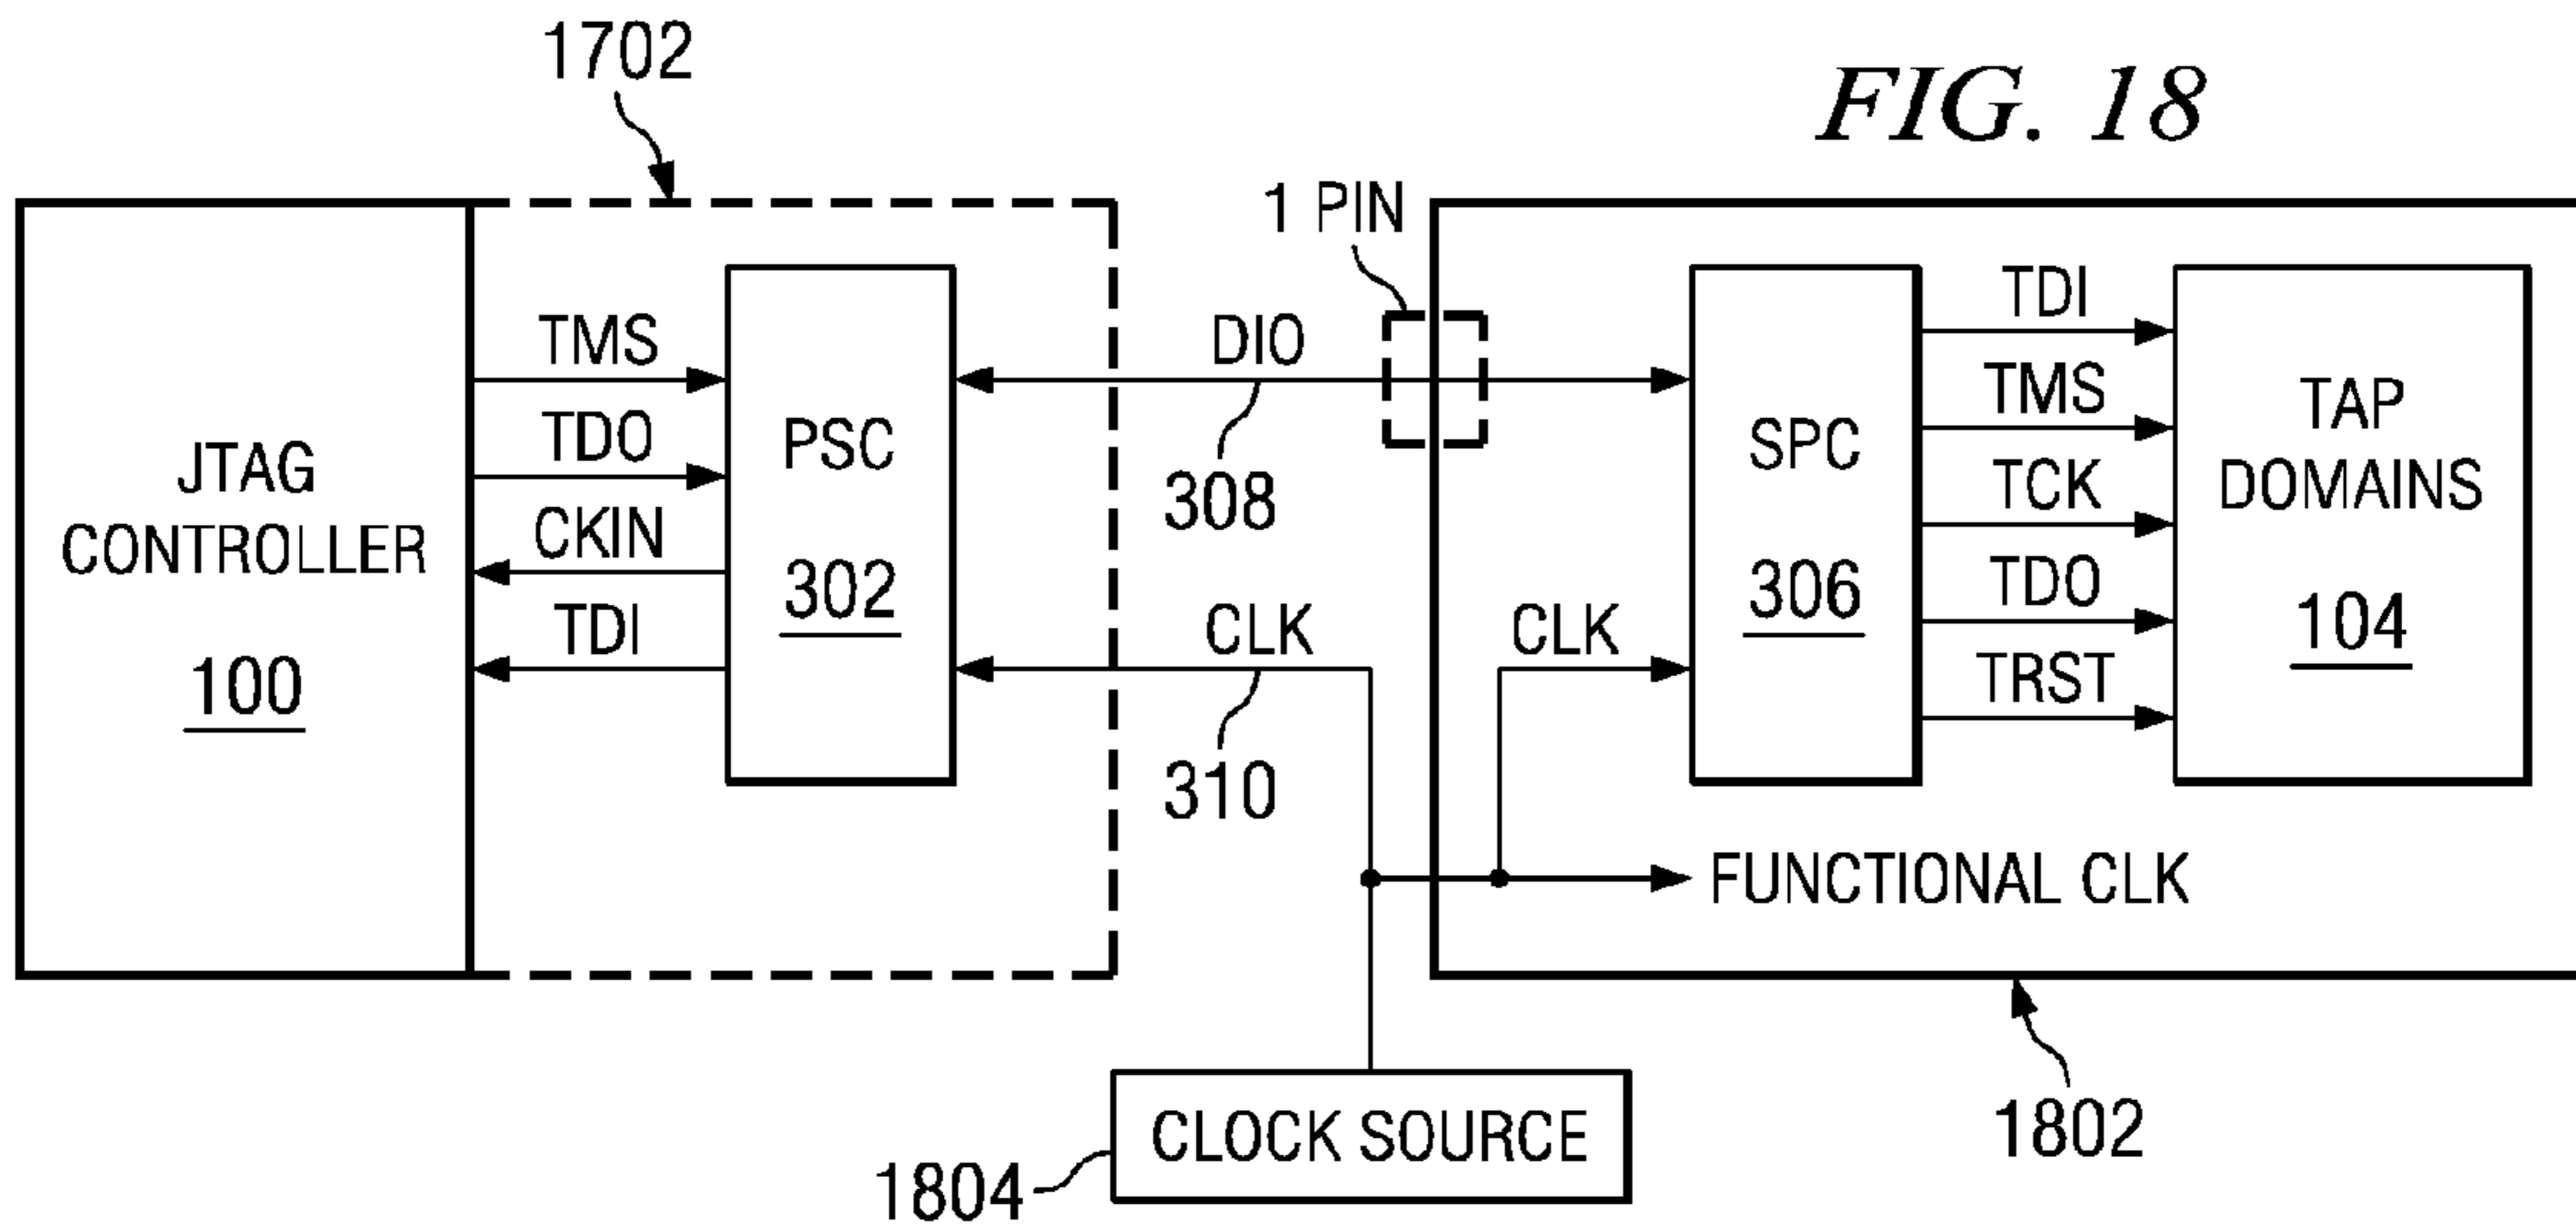 FIG. 18
1702
JTAG
CONTROLLER
100
TMS
TDO
CKIN
TDI
PSC
302
DIO
308
CLK
310
1 PIN
CLK
SPC
306
TDI
TMS
TCK
TDO
TRST
TAP
DOMAINS
104
FUNCTIONAL CLK
CLOCK SOURCE
1804
1802